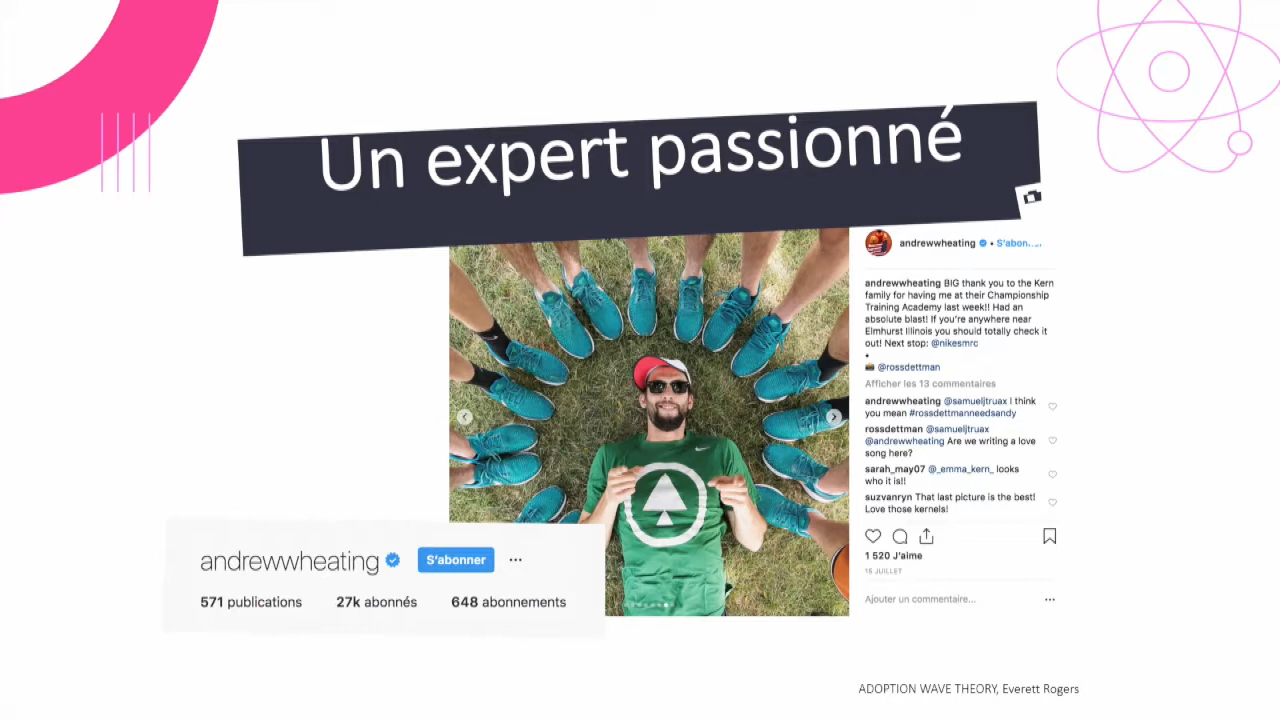 Un expert passionné
andrewwheating • S'abon...
andrewwheating BIG thank you to the Kern
family for having me at their Championship
Training Academy last week!! Had an
absolute blast! If you're anywhere near
Elmhurst Illinois you should totally check it
out! Next stop: @nikesmrc
•
@rossdettman
Afficher les 13 commentaires
andrewwheating @samueljtruax I think
you mean #rossdettmanneedsandy
rossdettman @samueljtruax
@andrewwheating Are we writing a love
song here?
sarah_may07 @_emma_kern_ looks
who it is!!
suzvanryn That last picture is the best!
Love those kernels!
1 520 J'aime
15 JUILLET
Ajouter un commentaire... ...
andrewwheating S'abonner ...
571 publications 27k abonnés 648 abonnements
ADOPTION WAVE THEORY, Everett Rogers